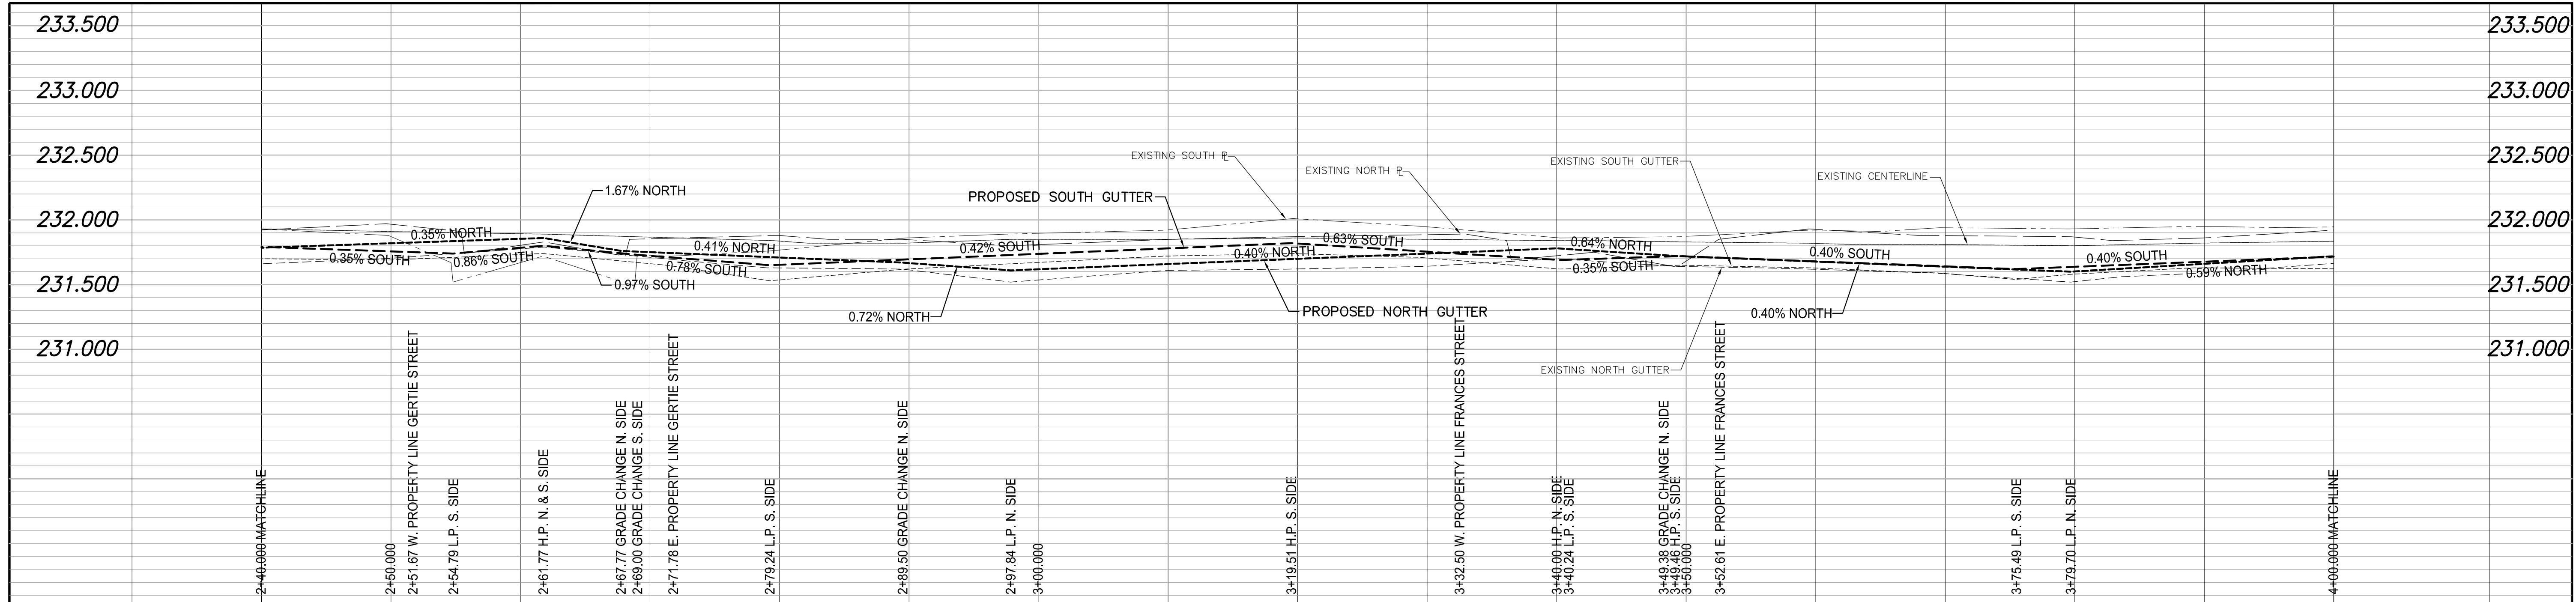 233.500
233.500
233.000
233.000
232.500
232.500
EXISTING SOUTH PL
EXISTING SOUTH GUTTER
EXISTING NORTH PL
EXISTING CENTERLINE
1.67% NORTH
PROPOSED SOUTH GUTTER
232.000
232.000
0.35% NORTH
0.41% NORTH
0.42% SOUTH
0.63% SOUTH
0.64% NORTH
0.40% SOUTH
0.40% NORTH
0.35% SOUTH
0.86% SOUTH
0.78% SOUTH
0.35% SOUTH
0.40% SOUTH
0.59% NORTH
231.500
231.500
0.97% SOUTH
0.72% NORTH
PROPOSED NORTH GUTTER
0.40% NORTH
231.000
231.000
EXISTING NORTH GUTTER
2+40.000 MATCHLINE
2+50.000
2+51.67 W. PROPERTY LINE GERTIE STREET
2+54.79 L.P. S. SIDE
2+61.77 H.P. N. & S. SIDE
2+67.77 GRADE CHANGE N. SIDE
2+69.00 GRADE CHANGE S. SIDE
2+71.78 E. PROPERTY LINE GERTIE STREET
2+79.24 L.P. S. SIDE
2+89.50 GRADE CHANGE N. SIDE
2+97.84 L.P. N. SIDE
3+00.000
3+19.51 H.P. S. SIDE
3+32.50 W. PROPERTY LINE FRANCES STREET
3+40.00 H.P. N. SIDE
3+40.24 L.P. S. SIDE
3+49.38 GRADE CHANGE N. SIDE
3+49.46 H.P. S. SIDE
3+50.000
3+52.61 E. PROPERTY LINE FRANCES STREET
3+75.49 L.P. S. SIDE
3+79.70 L.P. N. SIDE
4+00.000 MATCHLINE